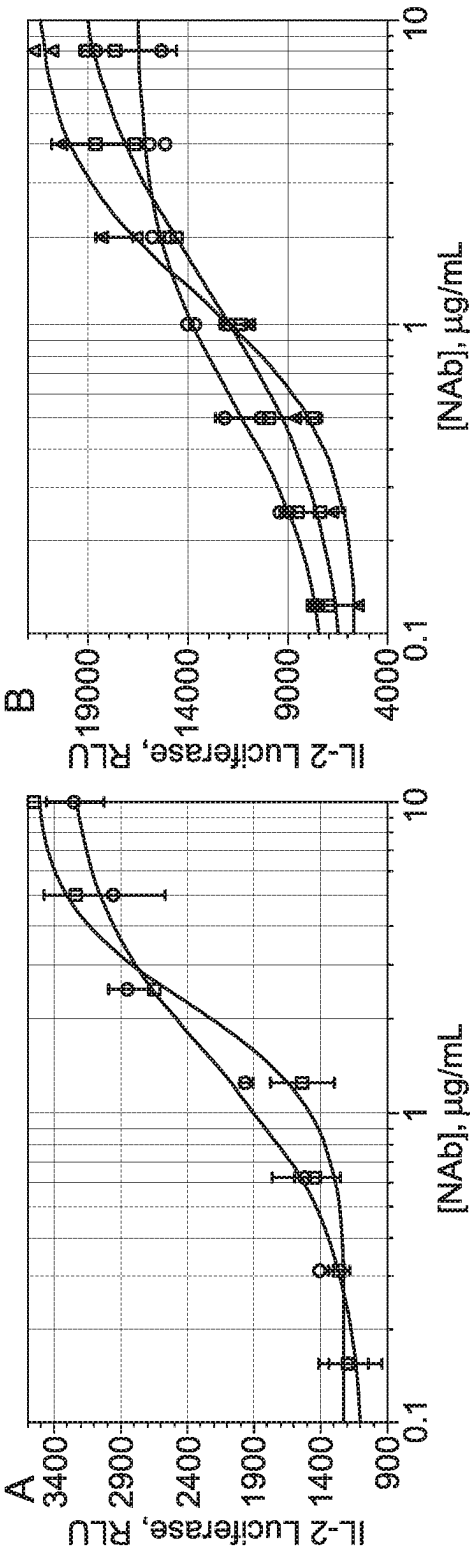 A
IL-2 Luciferase, RLU
3400
2900
2400
1900
1400
900
0.1
1
10
[NAb], µg/mL
B
IL-2 Luciferase, RLU
19000
14000
9000
4000
0.1
1
10
[NAb], µg/mL